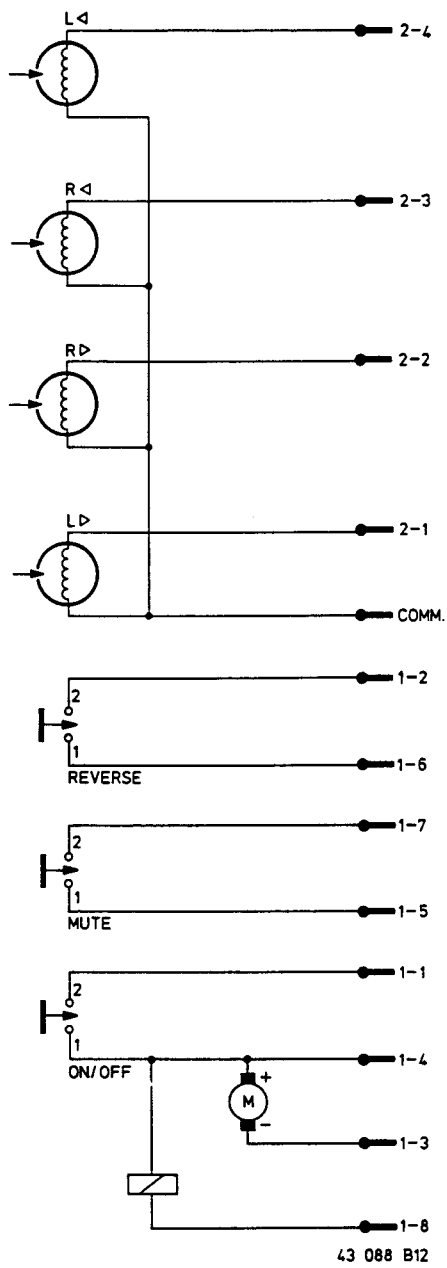 L◁
2-4
R◁
2-3
R▷
2-2
L▷
2-1
COMM.
1-2
2
1
1-6
REVERSE
1-7
2
1
1-5
MUTE
1-1
2
1
1-4
ON/OFF
+
M
-
1-3
1-8
43 088 B12